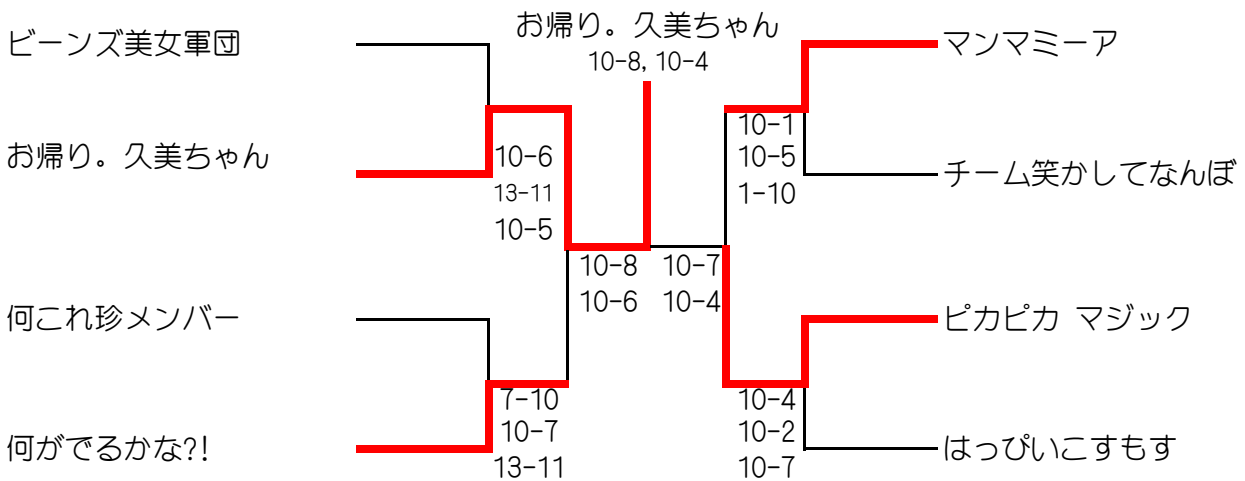 お帰り。久美ちゃん
10-8, 10-4
ビーンズ美女軍団
お帰り。久美ちゃん
10-6
13-11
10-5
何これ珍メンバー
何がでるかな?!
7-10
10-7
13-11
10-8
10-6
10-7
10-4
マンマミーア
10-1
10-5
1-10
チーム笑かしてなんぼ
ピカピカ マジック
10-4
10-2
10-7
はっぴいこすもす